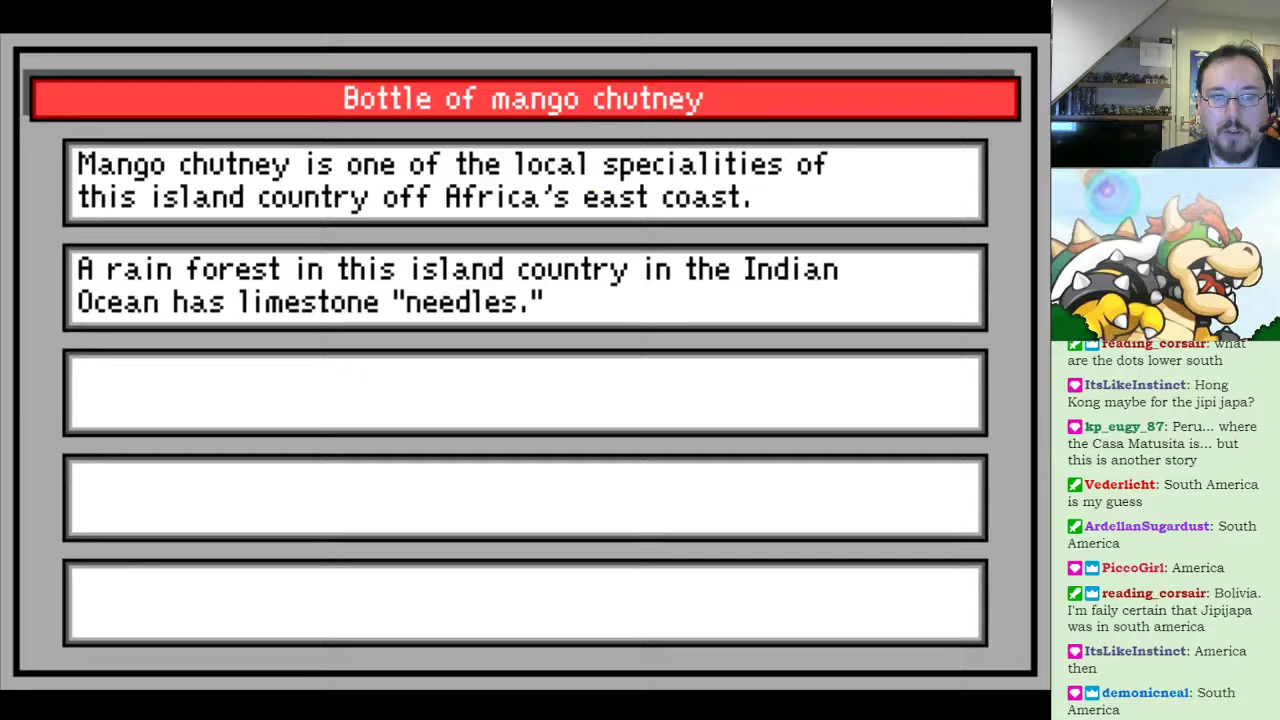 Bottle of mango chutney
Mango chutney is one of the local specialities of
this island country off Africa's east coast.
A rain forest in this island country in the Indian
Ocean has limestone "needles."
reading_corsair: what
are the dots lower south
ItsLikeInstinct: Hong
Kong maybe for the jipi japa?
kp_eugy_87: Peru... where
the Casa Matusita is... but
this is another story
Vederlicht: South America
is my guess
ArdellanSugardust: South
America
PiccoGirl: America
reading_corsair: Bolivia.
I'm faily certain that Jipijapa
was in south america
ItsLikeInstinct: America
then
demonicneal: South
America